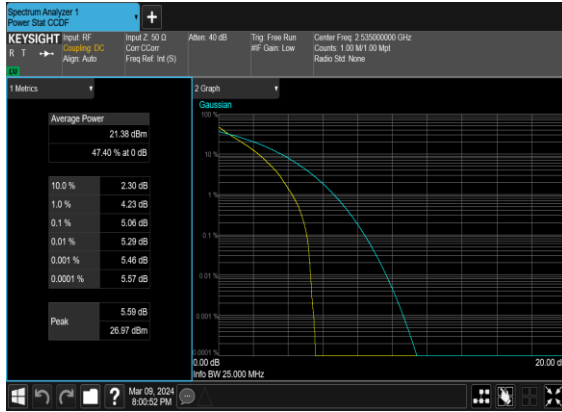 Spectrum Analyzer 1
Power Stat CCDF
KEYSIGHT
R T
LU
Input: RF
Coupling: DC
Align: Auto
Input Z: 50 Ω
Corr CCorr
Freq Ref: Int (S)
Atten: 40 dB
Trig: Free Run
#IF Gain: Low
Center Freq: 2.535000000 GHz
Counts: 1.00 M/1.00 Mpt
Radio Std: None
1 Metrics
Average Power
21.38 dBm
47.40 % at 0 dB
10.0 % 2.30 dB
1.0 % 4.23 dB
0.1 % 5.06 dB
0.01 % 5.29 dB
0.001 % 5.46 dB
0.0001 % 5.57 dB
Peak
5.59 dB
26.97 dBm
2 Graph
Gaussian
100 %
10 %
1 %
0.1 %
0.01 %
0.001 %
0.0001 %
0.00 dB
20.00 d
Info BW 25.000 MHz
?
Mar 09, 2024
8:00:52 PM